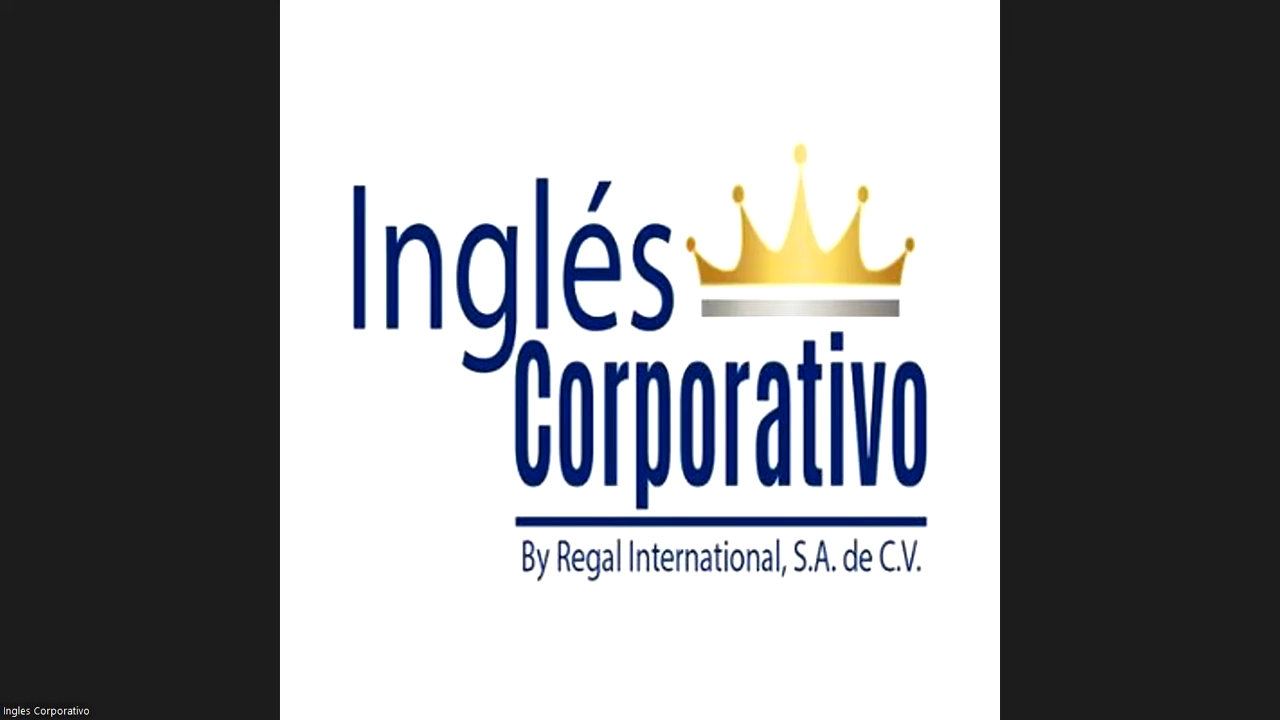 Inglés
Corporativo
By Regal International, S.A. de C.V.
Ingles Corporativo